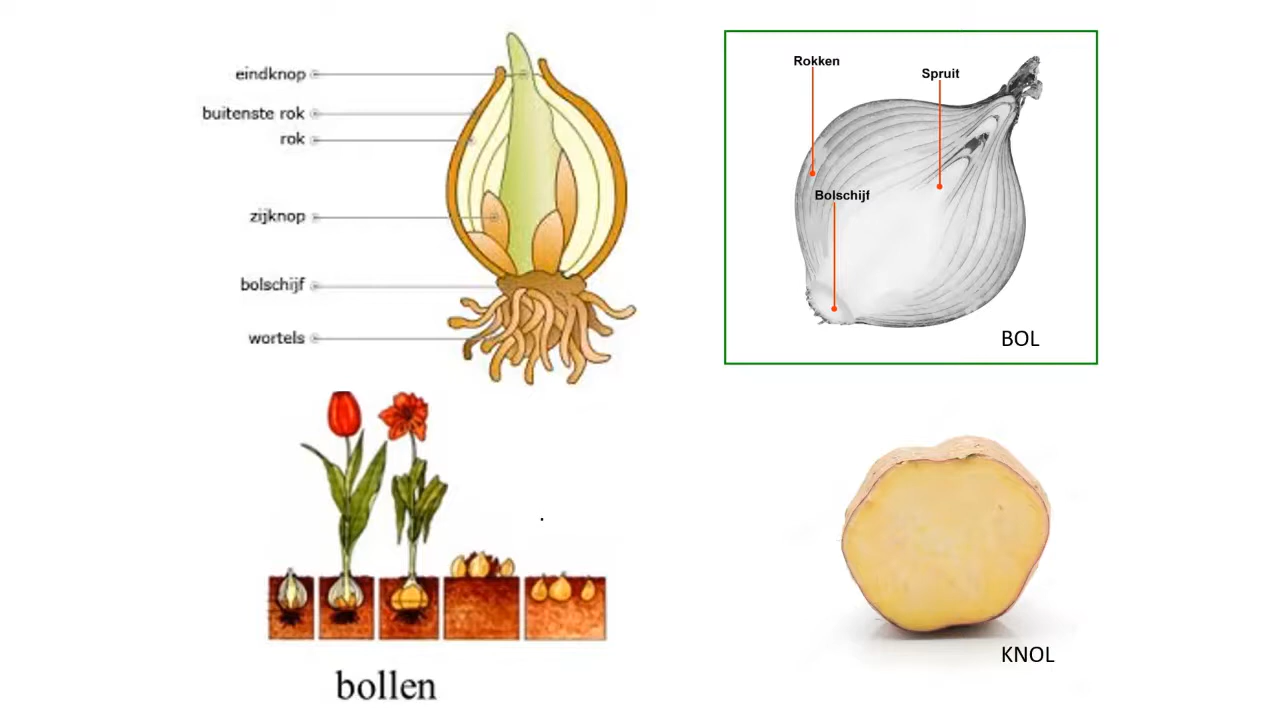 eindknop
buitenste rok
rok
zijknop
bolschijf
wortels
Rokken
Spruit
Bolschijf
BOL
bollen
KNOL